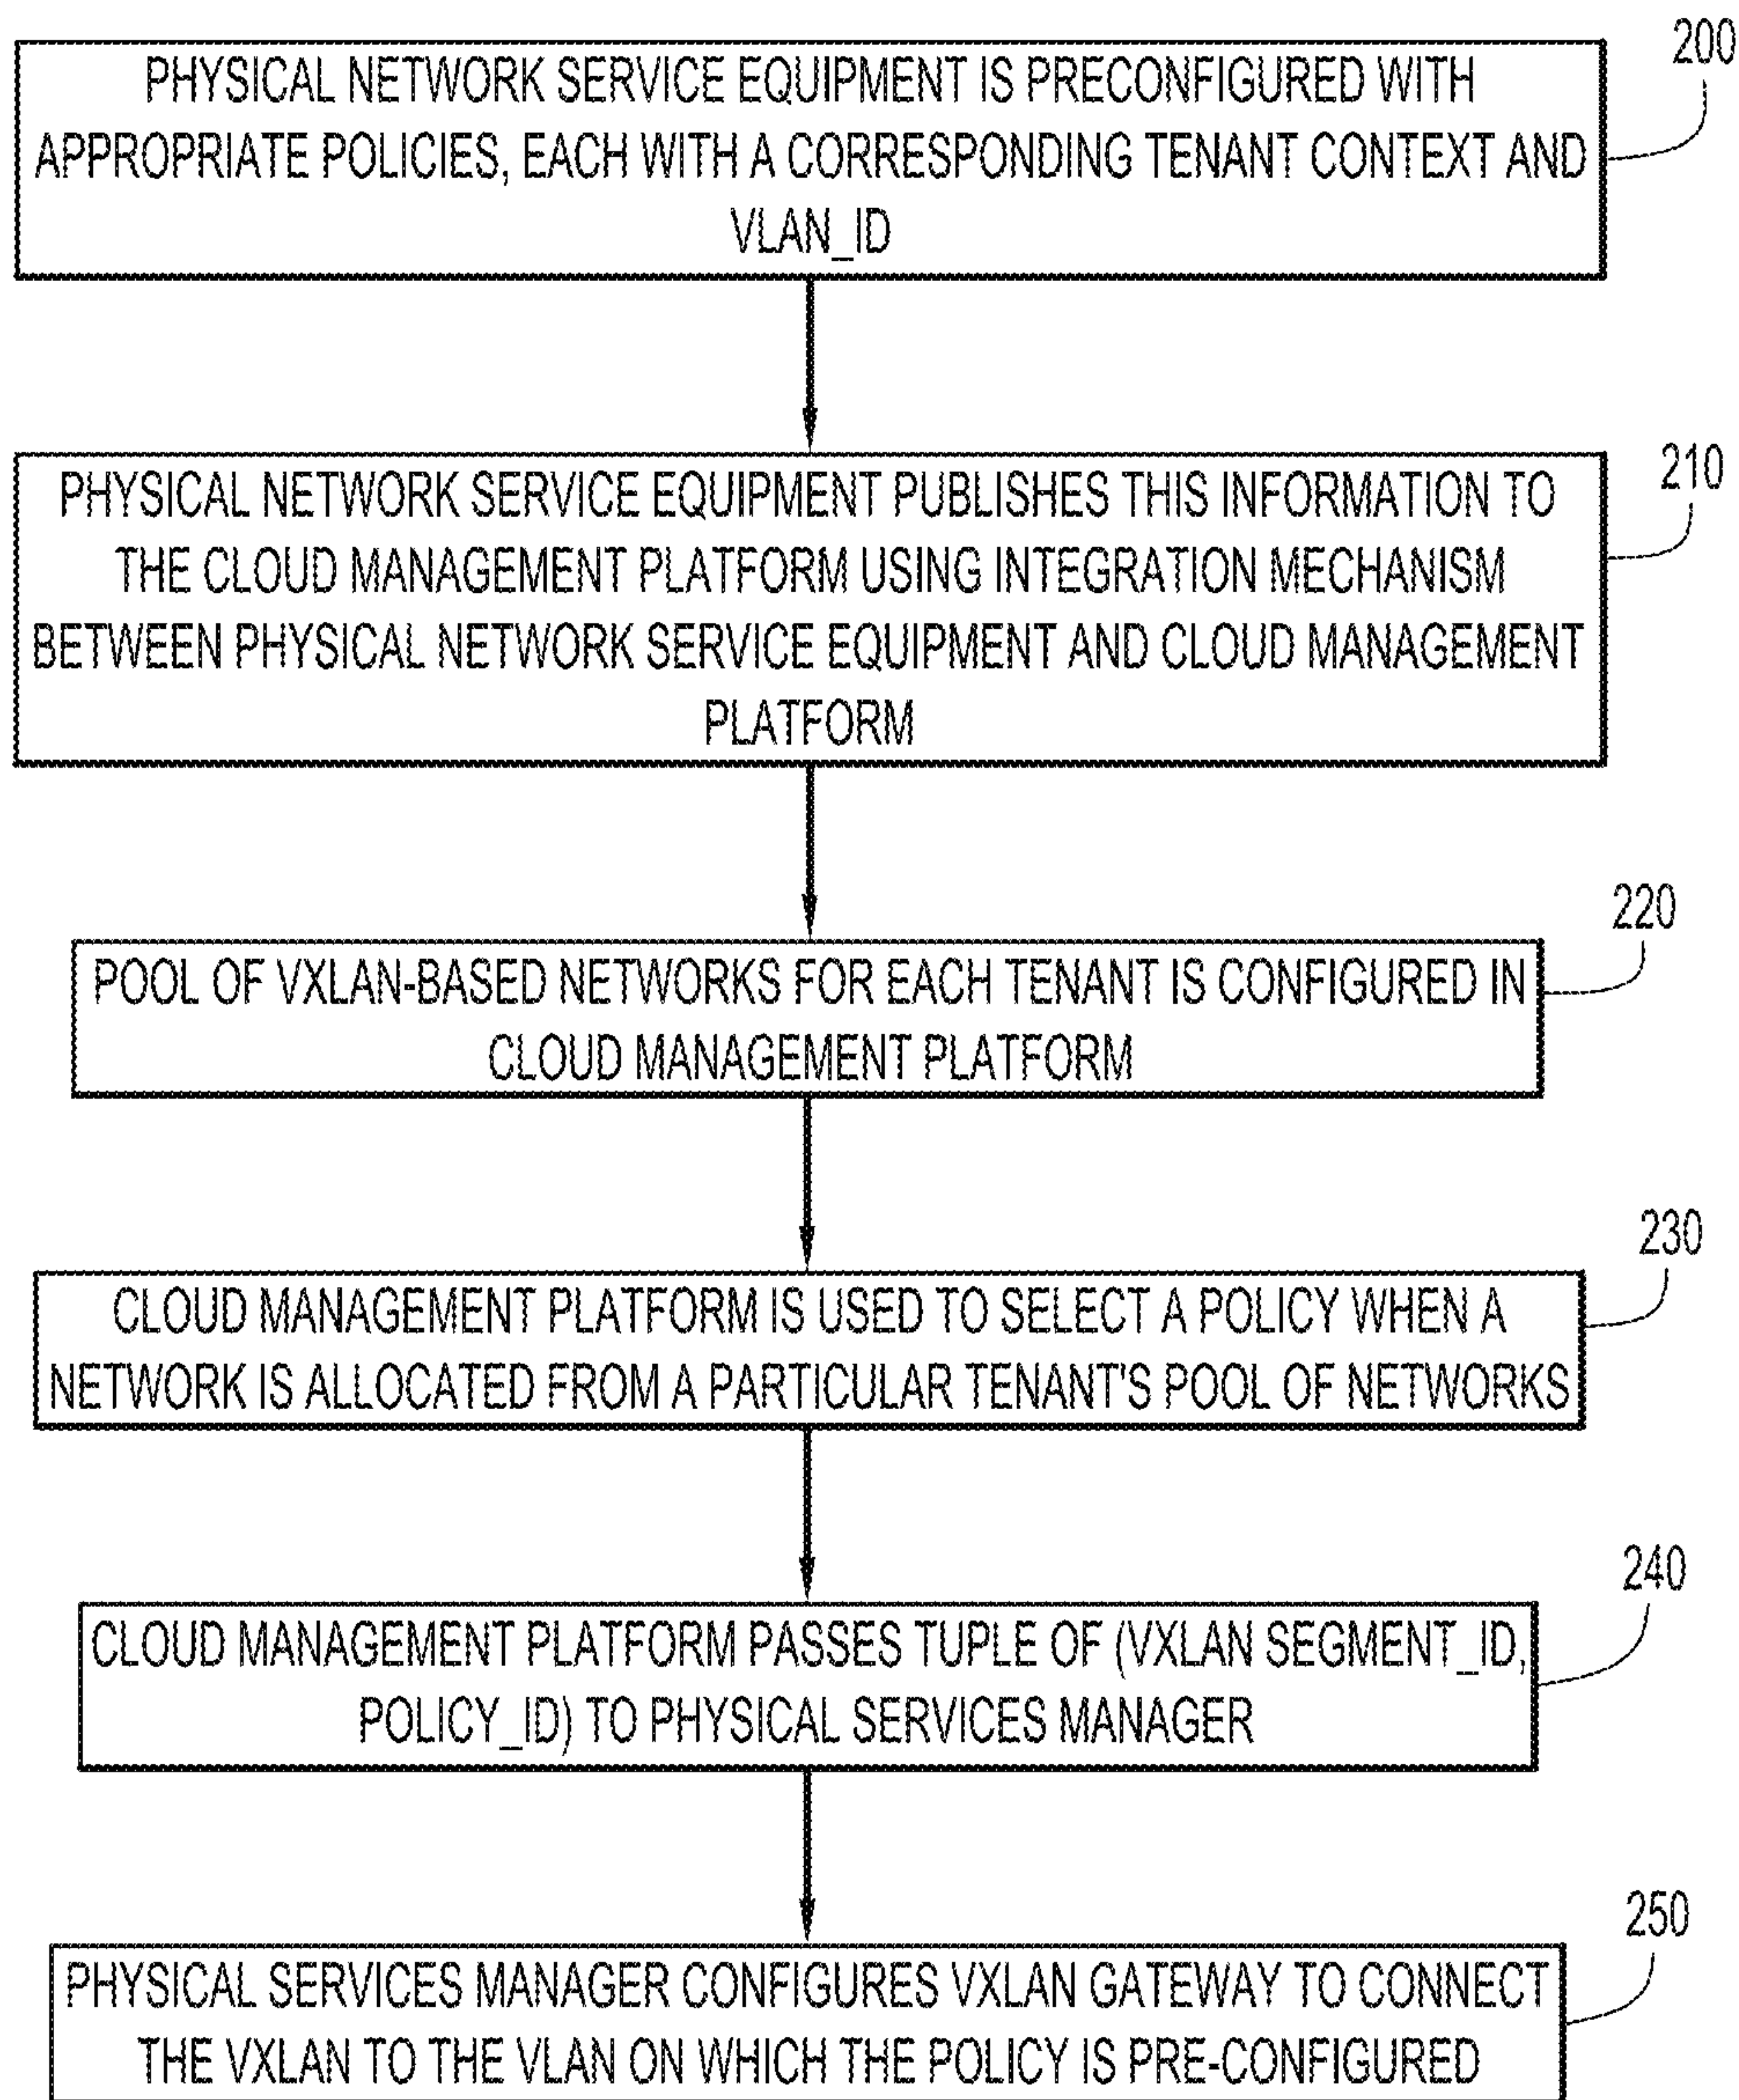 200
PHYSICAL NETWORK SERVICE EQUIPMENT IS PRECONFIGURED WITH
APPROPRIATE POLICIES, EACH WITH A CORRESPONDING TENANT CONTEXT AND
VLAN_ID
210
PHYSICAL NETWORK SERVICE EQUIPMENT PUBLISHES THIS INFORMATION TO
THE CLOUD MANAGEMENT PLATFORM USING INTEGRATION MECHANISM
BETWEEN PHYSICAL NETWORK SERVICE EQUIPMENT AND CLOUD MANAGEMENT
PLATFORM
220
POOL OF VXLAN-BASED NETWORKS FOR EACH TENANT IS CONFIGURED IN
CLOUD MANAGEMENT PLATFORM
230
CLOUD MANAGEMENT PLATFORM IS USED TO SELECT A POLICY WHEN A
NETWORK IS ALLOCATED FROM A PARTICULAR TENANT'S POOL OF NETWORKS
240
CLOUD MANAGEMENT PLATFORM PASSES TUPLE OF (VXLAN SEGMENT_ID,
POLICY_ID) TO PHYSICAL SERVICES MANAGER
250
PHYSICAL SERVICES MANAGER CONFIGURES VXLAN GATEWAY TO CONNECT
THE VXLAN TO THE VLAN ON WHICH THE POLICY IS PRE-CONFIGURED